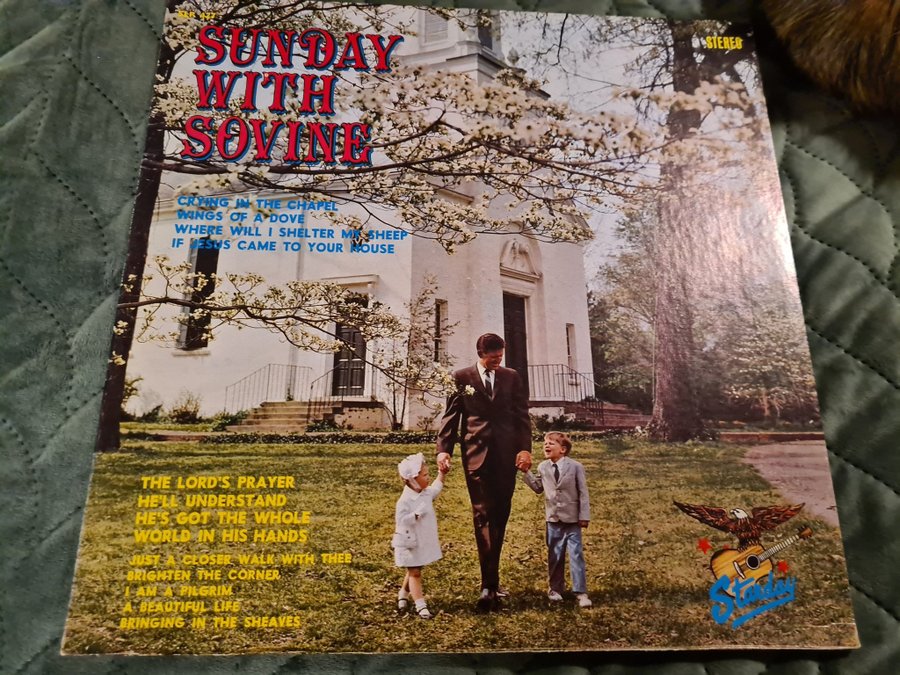 SUNDAY
WITH
SOVINE
STEREO
CRYING IN THE CHAPEL
WINGS OF A DOVE
WHERE WILL I SHELTER MY SHEEP
IF JESUS CAME TO YOUR HOUSE
THE LORD'S PRAYER
HE'LL UNDERSTAND
HE'S GOT THE WHOLE
WORLD IN HIS HANDS
JUST A CLOSER WALK WITH THEE
BRIGHTEN THE CORNER
I AM A PILGRIM
A BEAUTIFUL LIFE
BRINGING IN THE SHEAVES
Starday